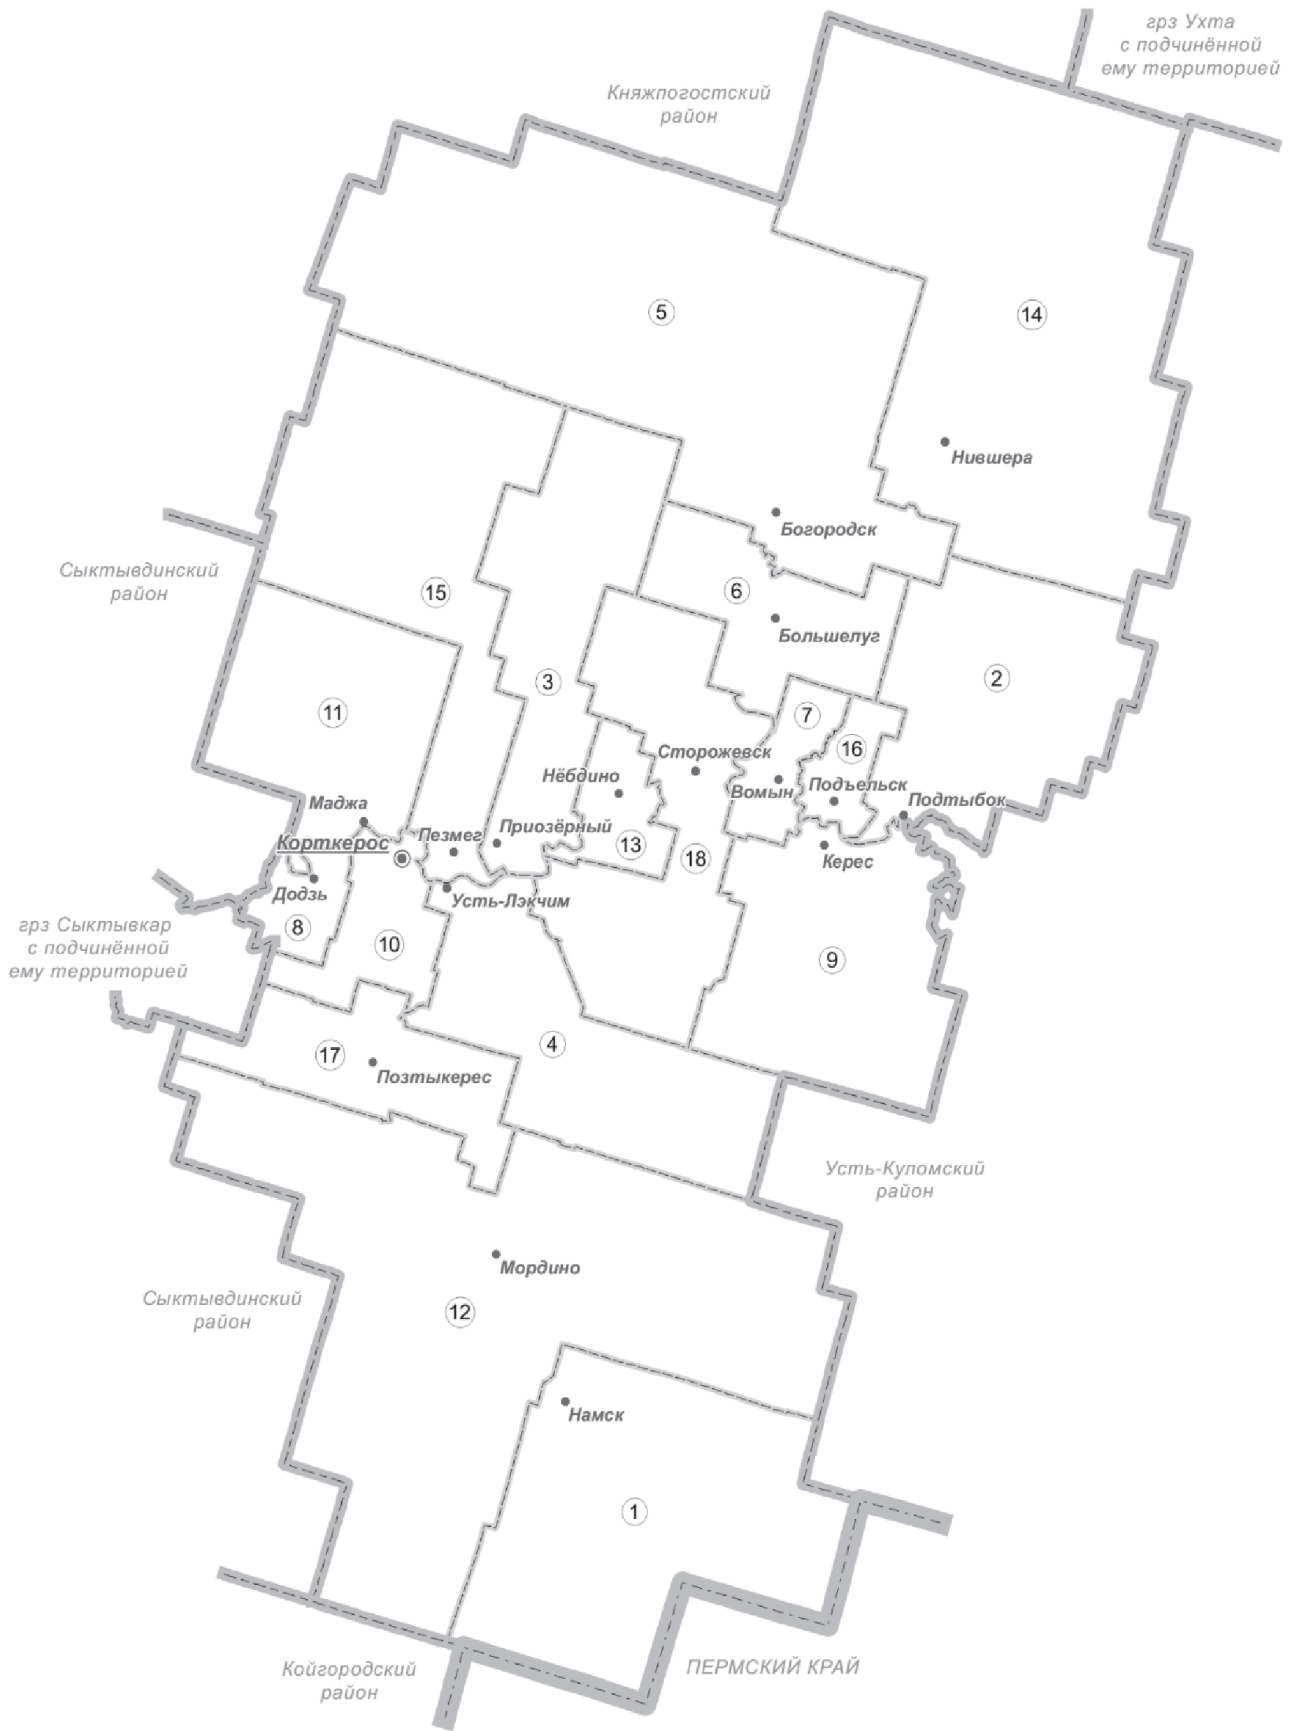 грз Ухта
с подчинённой
ему территорией
Княжпогостский
район
5
14
Нившера
Богородск
Сыктывдинский
район
15
6
Большелуг
2
3
11
7
16
Сторожевск
Нёбдино
Вомын
Подъельск
Подтыбок
Маджа
Корткерос
Пезмег
Приозёрный
13
18
Керес
Додзь
Усть-Лэкчим
8
10
9
грз Сыктывкар
с подчинённой
ему территорией
17
4
Позтыкерес
Усть-Куломский
район
Мордино
Сыктывдинский
район
12
Намск
1
Койгородский
район
ПЕРМСКИЙ КРАЙ